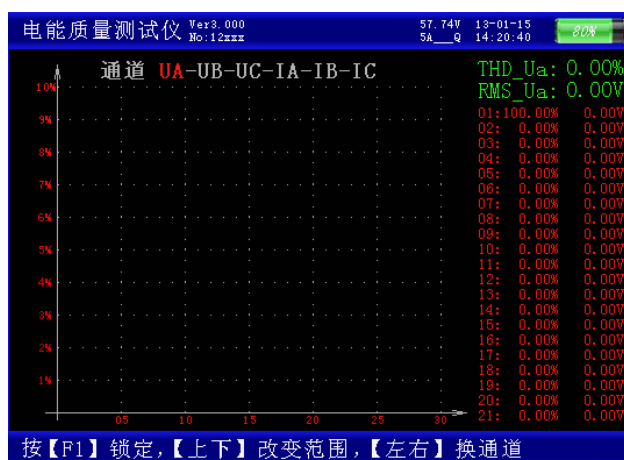 电能质量测试仪 Ver3.000 57.74V 13-01-15 80%
No:12xxx 5A__Q 14:20:40
通道 UA-UB-UC-IA-IB-IC THD_Ua: 0.00%
RMS_Ua: 0.00V
10%
9%
8%
7%
6%
5%
4%
3%
2%
1%
05 10 15 20 25 30
01:100.00% 0.00V
02: 0.00% 0.00V
03: 0.00% 0.00V
04: 0.00% 0.00V
05: 0.00% 0.00V
06: 0.00% 0.00V
07: 0.00% 0.00V
08: 0.00% 0.00V
09: 0.00% 0.00V
10: 0.00% 0.00V
11: 0.00% 0.00V
12: 0.00% 0.00V
13: 0.00% 0.00V
14: 0.00% 0.00V
15: 0.00% 0.00V
16: 0.00% 0.00V
17: 0.00% 0.00V
18: 0.00% 0.00V
19: 0.00% 0.00V
20: 0.00% 0.00V
21: 0.00% 0.00V
按【F1】锁定,【上下】改变范围,【左右】换通道